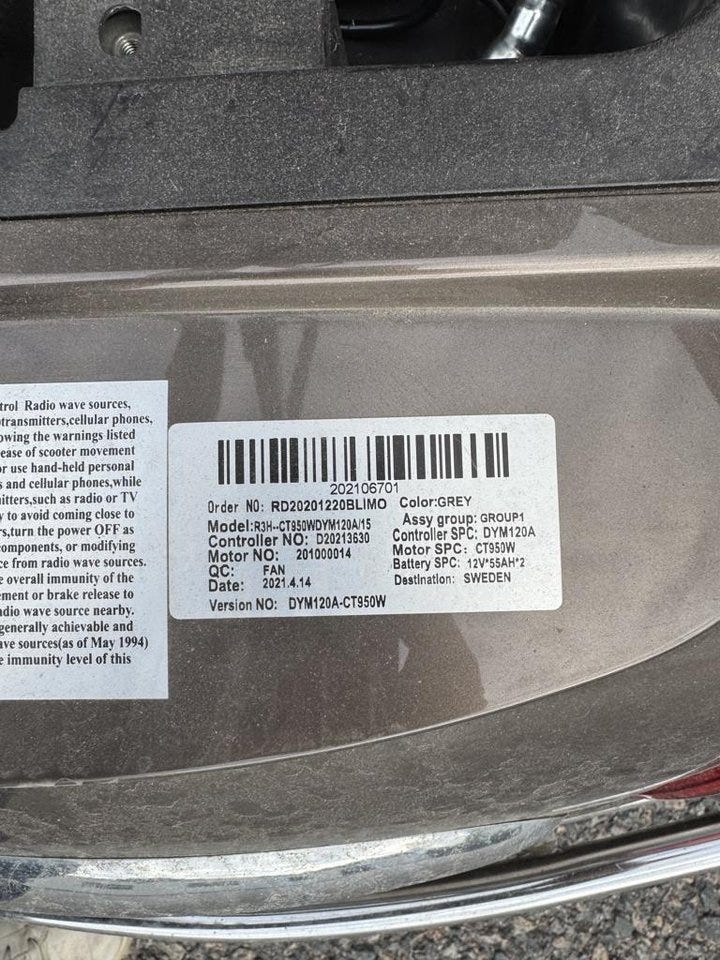 trol Radio wave sources,
transmitters,cellular phones,
owing the warnings listed
ease of scooter movement
or use hand-held personal
s and cellular phones,while
itters,such as radio or TV
y to avoid coming close to
s,turn the power OFF as
components, or modifying
ce from radio wave sources.
e overall immunity of the
ement or brake release to
adio wave source nearby.
generally achievable and
ave sources(as of May 1994)
e immunity level of this
202106701
Order NO: RD20201220BLIMO Color:GREY
Model:R3H--CT950WDYM120A/15 Assy group: GROUP1
Controller NO: D20213630 Controller SPC: DYM120A
Motor NO: 201000014 Motor SPC: CT950W
QC: FAN Battery SPC: 12V*55AH*2
Date: 2021.4.14 Destination: SWEDEN
Version NO: DYM120A-CT950W